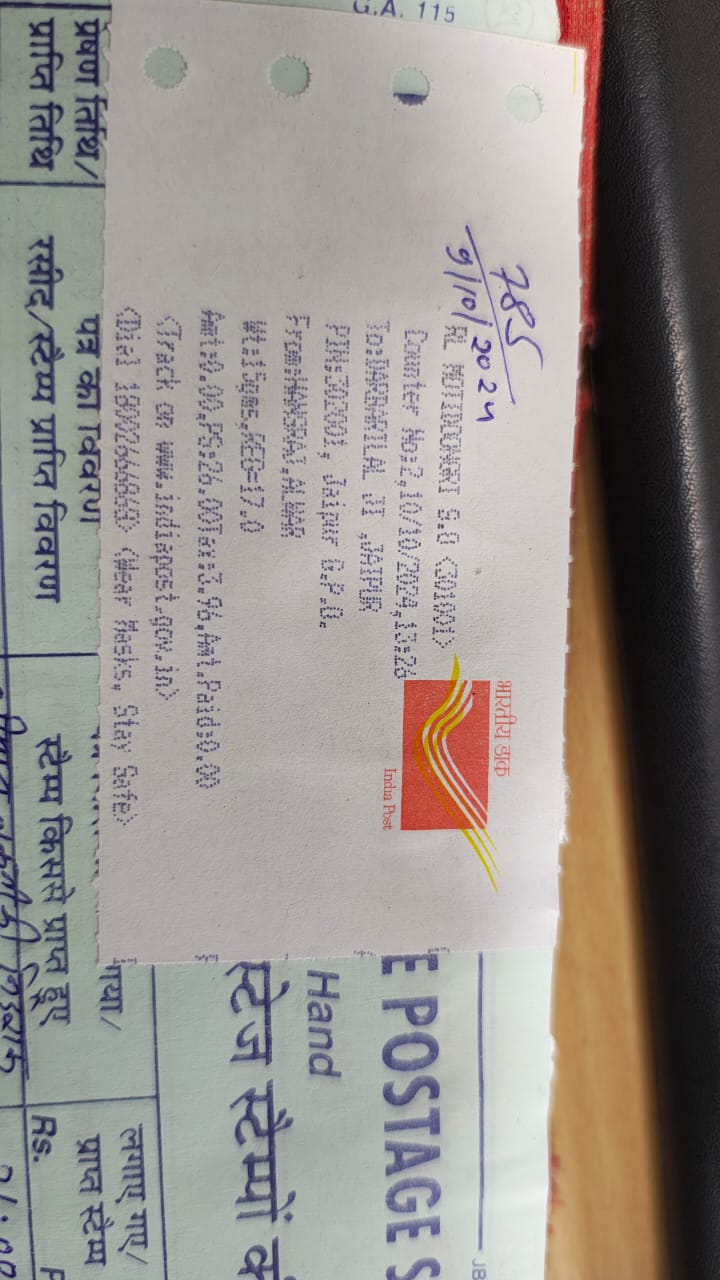 785
9/10/2024
भारतीय डाक
India Post
RL MOTIDOONGRI S.O <301001>
Counter No:2,10/10/2024,13:26
To:DARBARILAL JI ,JAIPUR
PIN:302001, Jaipur G.P.O.
From:HANSRAJ,ALWAR
Wt:15gms,REG=17.0
Amt:0.00,PS:26.00Tax:3.96,Amt.Paid:0.00
<Track on www.indiapost.gov.in>
<Dial 18002666868> <Wear Masks, Stay Safe>
G.A. 115
JB
E POSTAGE S
Hand
स्टेज स्टैम्पों
प्रेषण तिथि/
प्राप्ति तिथि
पत्र का विवरण
रसीद/स्टैम्प प्राप्ति विवरण
गया/
स्टैम्प किससे प्राप्त हुए
लगाए गए/
प्राप्त स्टैम्प
Rs.